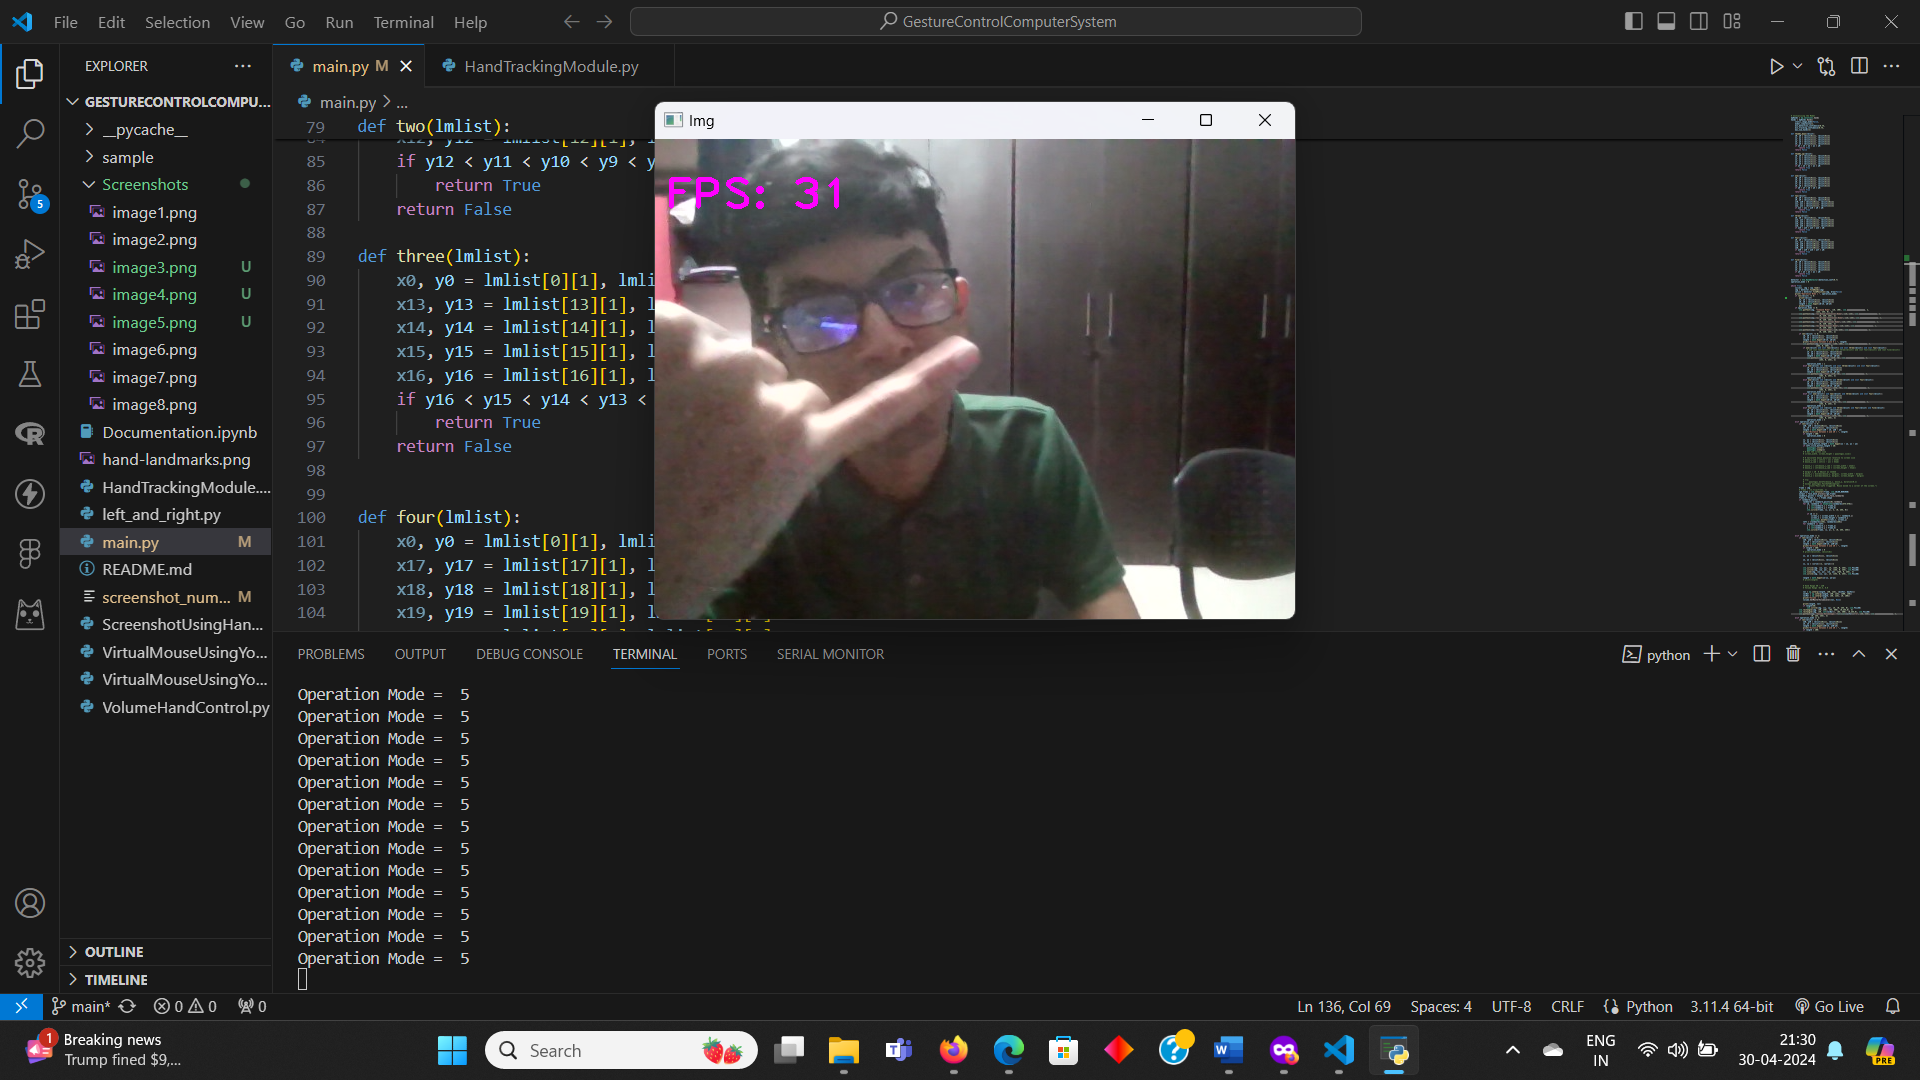 File Edit Selection View Go Run Terminal Help
GestureControlComputerSystem
EXPLORER
GESTURECONTROLCOMPU...
__pycache__
sample
Screenshots
image1.png
image2.png
image3.png U
image4.png U
image5.png U
image6.png
image7.png
image8.png
Documentation.ipynb
hand-landmarks.png
HandTrackingModule....
left_and_right.py
main.py M
README.md
screenshot_num... M
ScreenshotUsingHan...
VirtualMouseUsingYo...
VirtualMouseUsingYo...
VolumeHandControl.py
OUTLINE
TIMELINE
5
main.py M
HandTrackingModule.py
main.py > ...
79 def two(lmlist):
85 if y12 < y11 < y10 < y9 < y
86 return True
87 return False
88
89 def three(lmlist):
90 x0, y0 = lmlist[0][1], lmli
91 x13, y13 = lmlist[13][1], l
92 x14, y14 = lmlist[14][1], l
93 x15, y15 = lmlist[15][1], l
94 x16, y16 = lmlist[16][1], l
95 if y16 < y15 < y14 < y13 <
96 return True
97 return False
98
99
100 def four(lmlist):
101 x0, y0 = lmlist[0][1], lmli
102 x17, y17 = lmlist[17][1], l
103 x18, y18 = lmlist[18][1], l
104 x19, y19 = lmlist[19][1], l
Img
FPS: 31
PROBLEMS OUTPUT DEBUG CONSOLE TERMINAL PORTS SERIAL MONITOR
python
Operation Mode =  5
Operation Mode =  5
Operation Mode =  5
Operation Mode =  5
Operation Mode =  5
Operation Mode =  5
Operation Mode =  5
Operation Mode =  5
Operation Mode =  5
Operation Mode =  5
Operation Mode =  5
Operation Mode =  5
Operation Mode =  5
main* 0 0 0
Ln 136, Col 69 Spaces: 4 UTF-8 CRLF Python 3.11.4 64-bit Go Live
1
Breaking news
Trump fined $9,...
Search
ENG
IN
21:30
30-04-2024
PRE